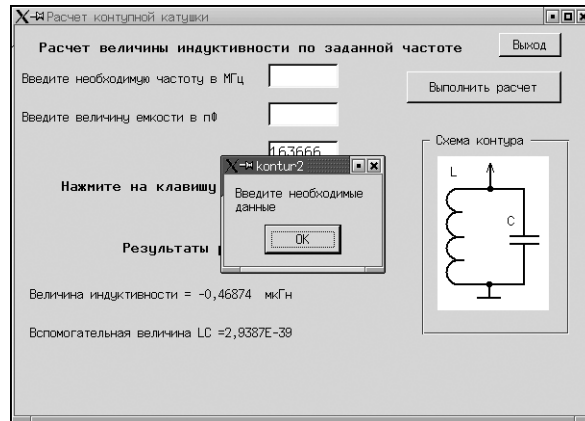 Расчет контупной катушки
Расчет величины индуктивности по заданной частоте
Выход
Введите необходимую частоту в МГц
Выполнить расчет
Введите величину емкости в пФ
163666
Схема контура
kontur2
L
Введите необходимые
данные
Нажмите на клавишу
C
OK
Результаты
Величина индуктивности = -0,46874 мкГн
Вспомогательная величина LC =2,9387E-39